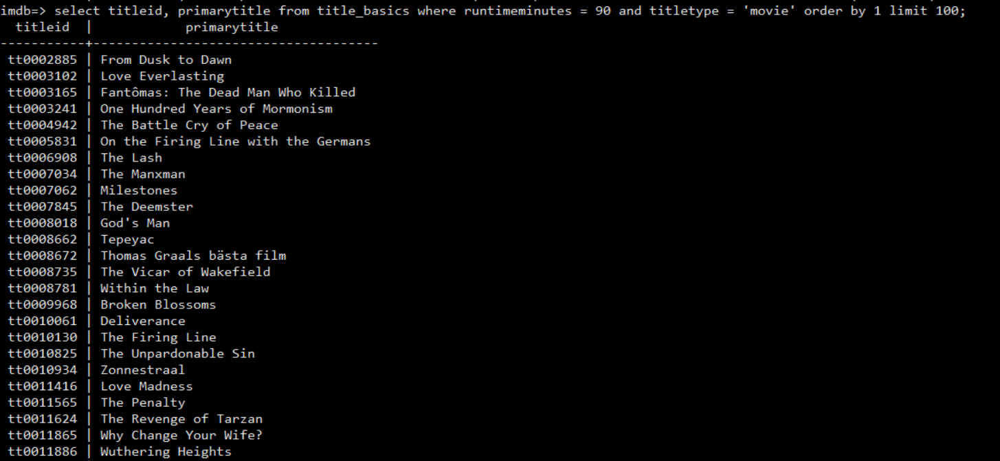 imdb=> select titleid, primarytitle from title_basics where runtimeminutes = 90 and titletype = 'movie' order by 1 limit 100;
  titleid  |            primarytitle
-----------+-------------------------------------
 tt0002885 | From Dusk to Dawn
 tt0003102 | Love Everlasting
 tt0003165 | Fantômas: The Dead Man Who Killed
 tt0003241 | One Hundred Years of Mormonism
 tt0004942 | The Battle Cry of Peace
 tt0005831 | On the Firing Line with the Germans
 tt0006908 | The Lash
 tt0007034 | The Manxman
 tt0007062 | Milestones
 tt0007845 | The Deemster
 tt0008018 | God's Man
 tt0008662 | Tepeyac
 tt0008672 | Thomas Graals bästa film
 tt0008735 | The Vicar of Wakefield
 tt0008781 | Within the Law
 tt0009968 | Broken Blossoms
 tt0010061 | Deliverance
 tt0010130 | The Firing Line
 tt0010825 | The Unpardonable Sin
 tt0010934 | Zonnestraal
 tt0011416 | Love Madness
 tt0011565 | The Penalty
 tt0011624 | The Revenge of Tarzan
 tt0011865 | Why Change Your Wife?
 tt0011886 | Wuthering Heights